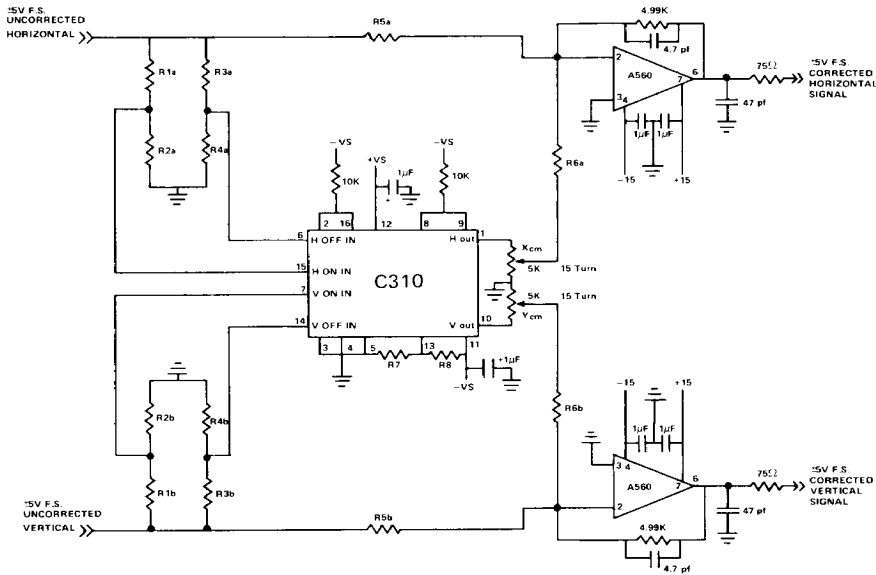 ±5V F.S.
UNCORRECTED
HORIZONTAL
R5a
4.99K
4.7 pf
2
A560
6
7
3
4
75Ω
±5V F.S.
CORRECTED
HORIZONTAL
SIGNAL
47 pf
1µF
1µF
-15
+15
R1a
R3a
R2a
R4a
R6a
-VS
10K
+VS
1µF
+
-VS
10K
2
16
12
8
9
6
H OFF IN
H out
1
15
H ON IN
7
V ON IN
C310
14
V OFF IN
V out
10
3
4
5
13
11
R7
R8
-VS
+1µF
Xcm
5K
15 Turn
5K
15 Turn
Ycm
R2b
R4b
R1b
R3b
R6b
-15
+15
1µF
1µF
3
4
A560
6
7
2
75Ω
±5V F.S.
CORRECTED
VERTICAL
SIGNAL
47 pf
4.99K
4.7 pf
±5V F.S.
UNCORRECTED
VERTICAL
R5b